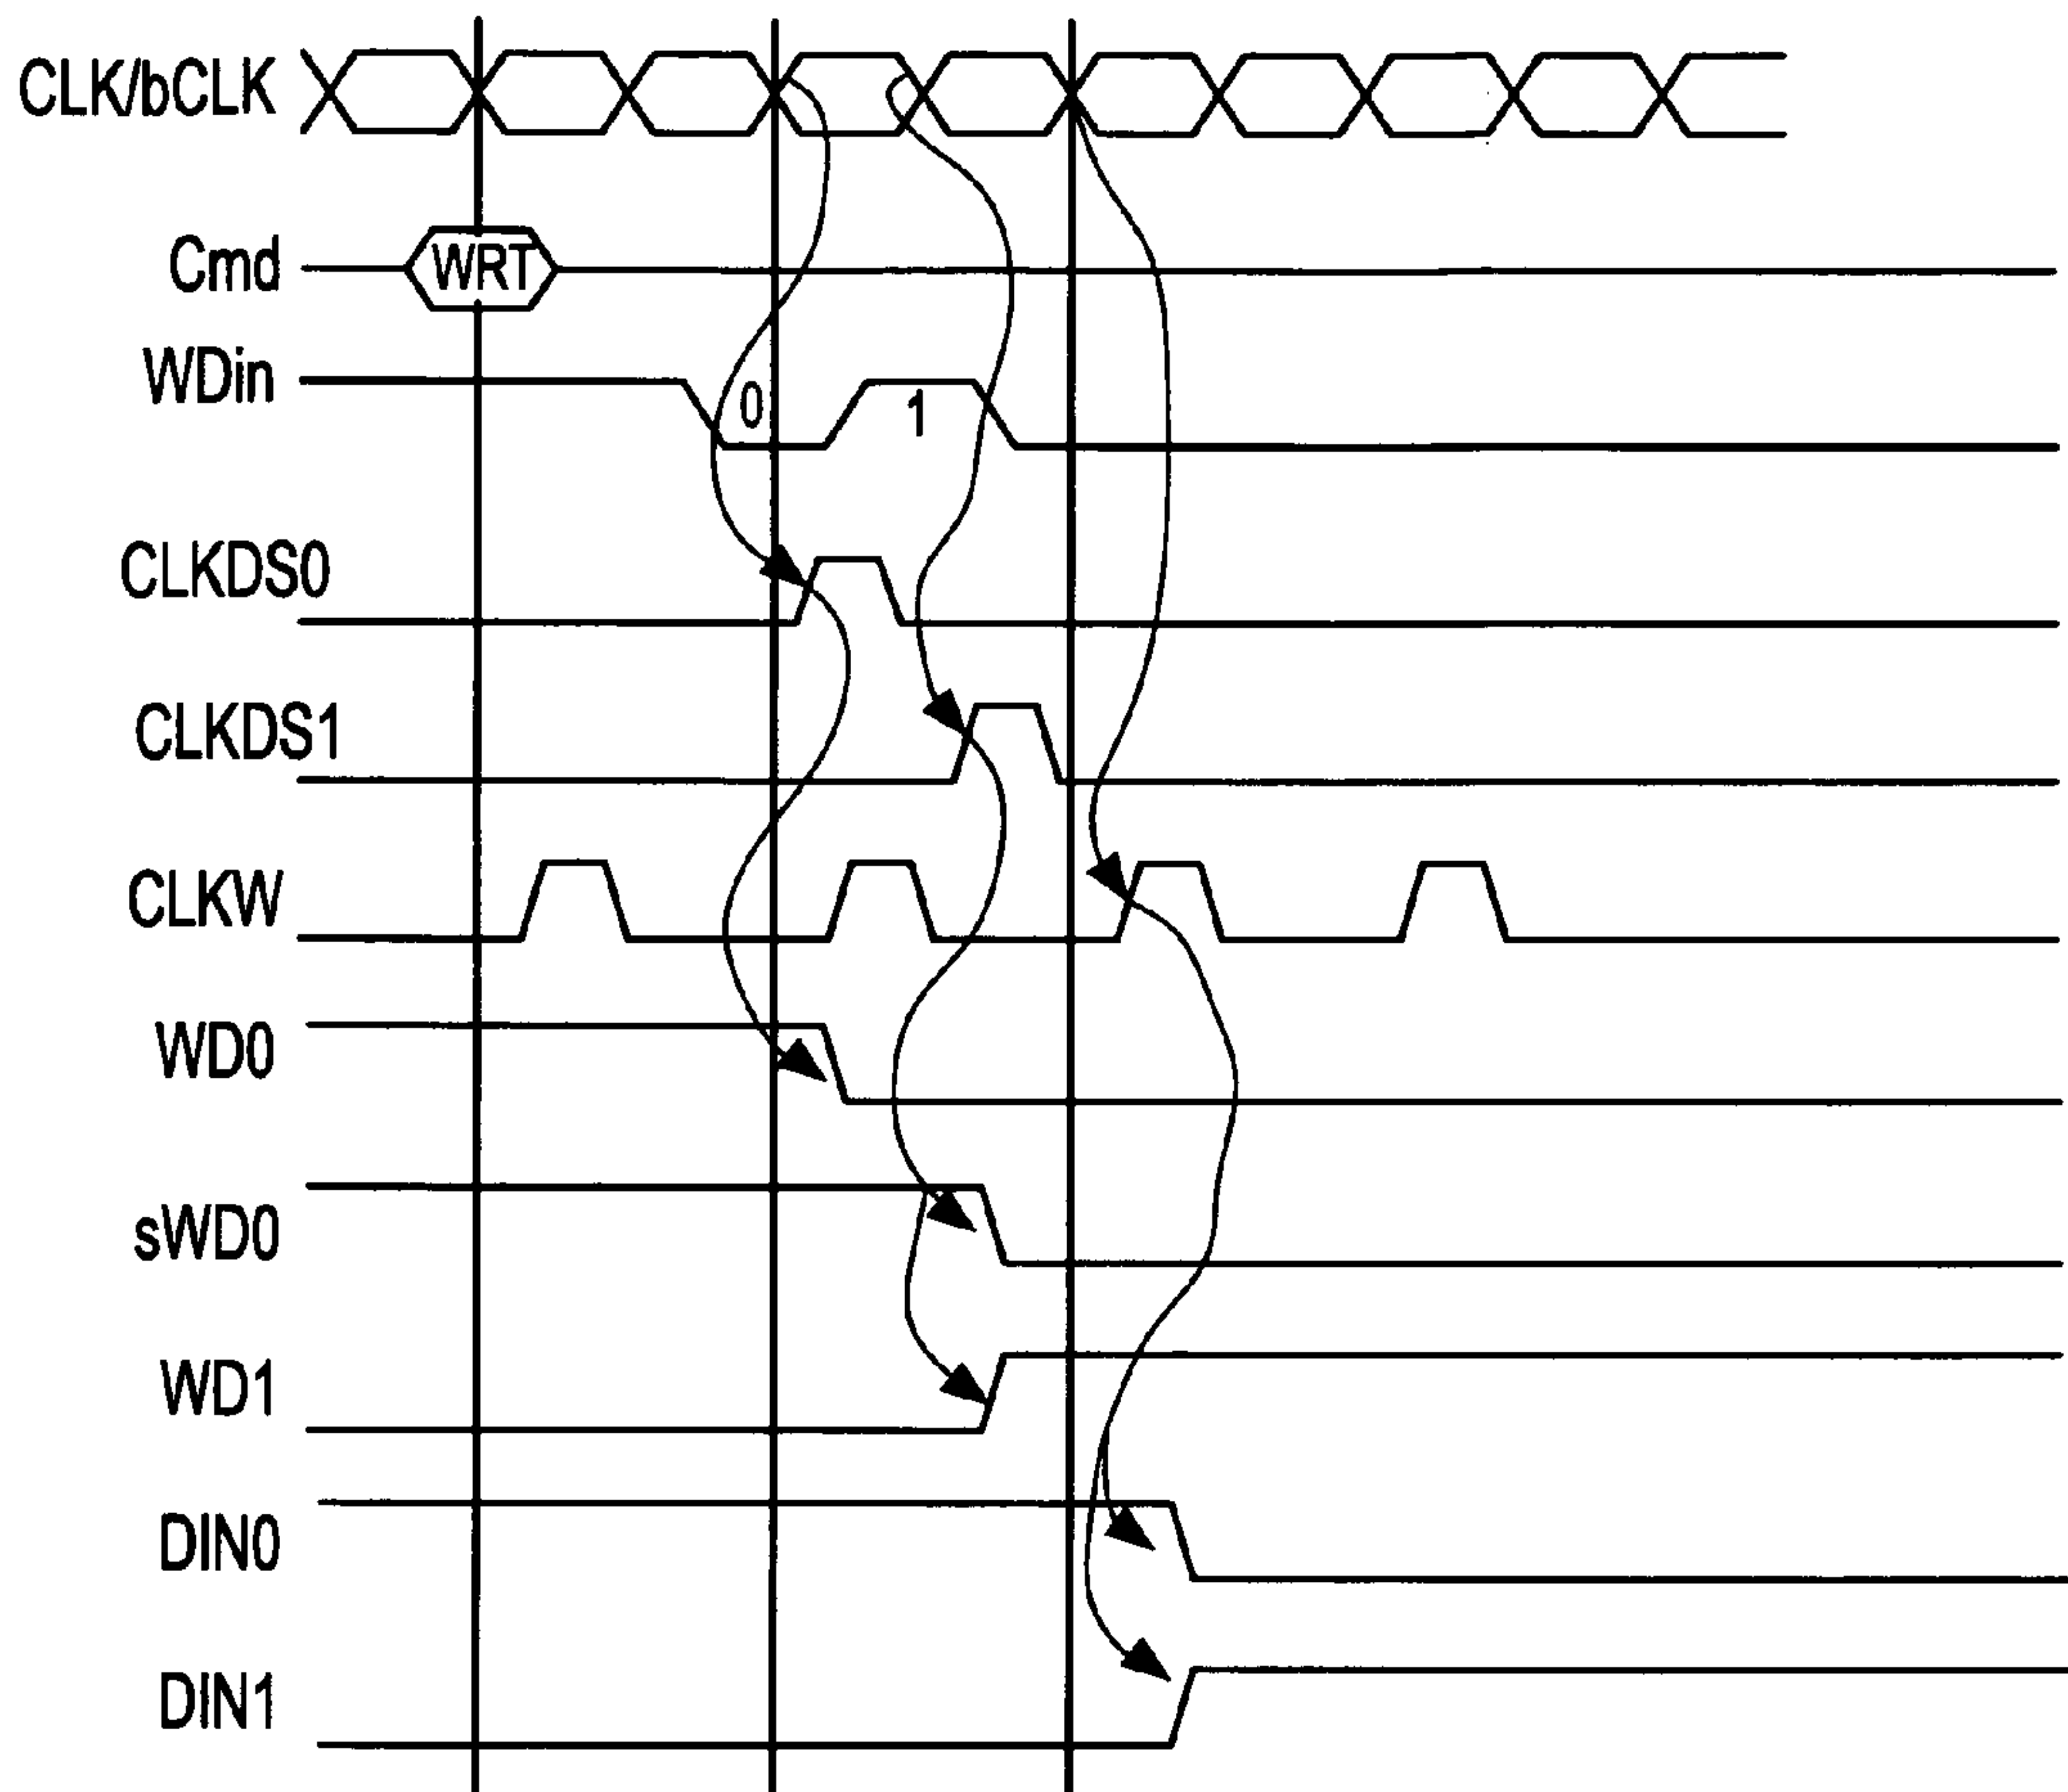 CLK/bCLK
Cmd
WRT
WDin
0
1
CLKDS0
CLKDS1
CLKW
WD0
sWD0
WD1
DIN0
DIN1